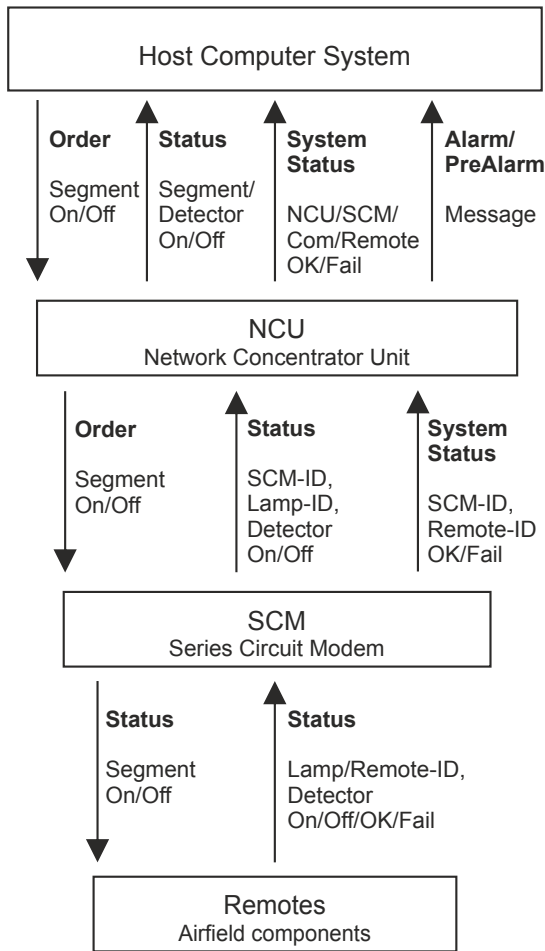 Host Computer System
Order
Segment
On/Off
Status
Segment/
Detector
On/Off
System
Status
NCU/SCM/
Com/Remote
OK/Fail
Alarm/
PreAlarm
Message
NCU
Network Concentrator Unit
Order
Segment
On/Off
Status
SCM-ID,
Lamp-ID,
Detector
On/Off
System
Status
SCM-ID,
Remote-ID
OK/Fail
SCM
Series Circuit Modem
Status
Segment
On/Off
Status
Lamp/Remote-ID,
Detector
On/Off/OK/Fail
Remotes
Airfield components